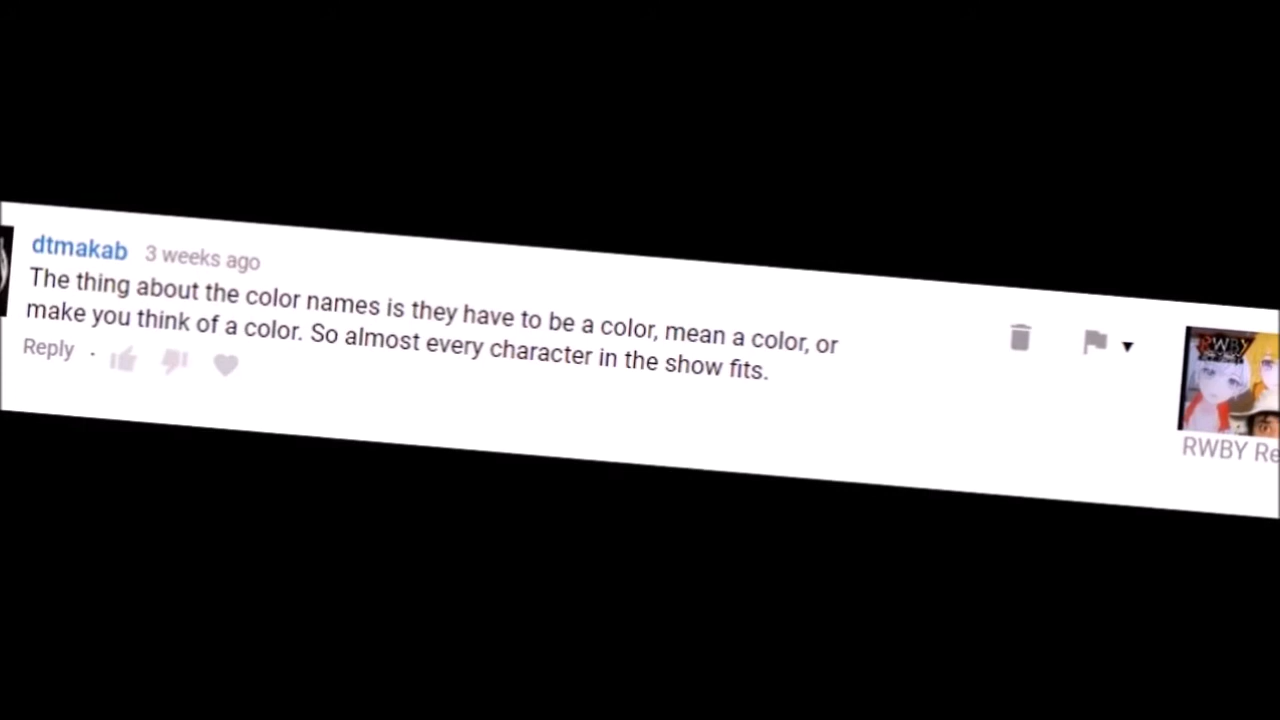 dtmakab 3 weeks ago
The thing about the color names is they have to be a color, mean a color, or
make you think of a color. So almost every character in the show fits.
Reply ·
RWBY
RWBY Re